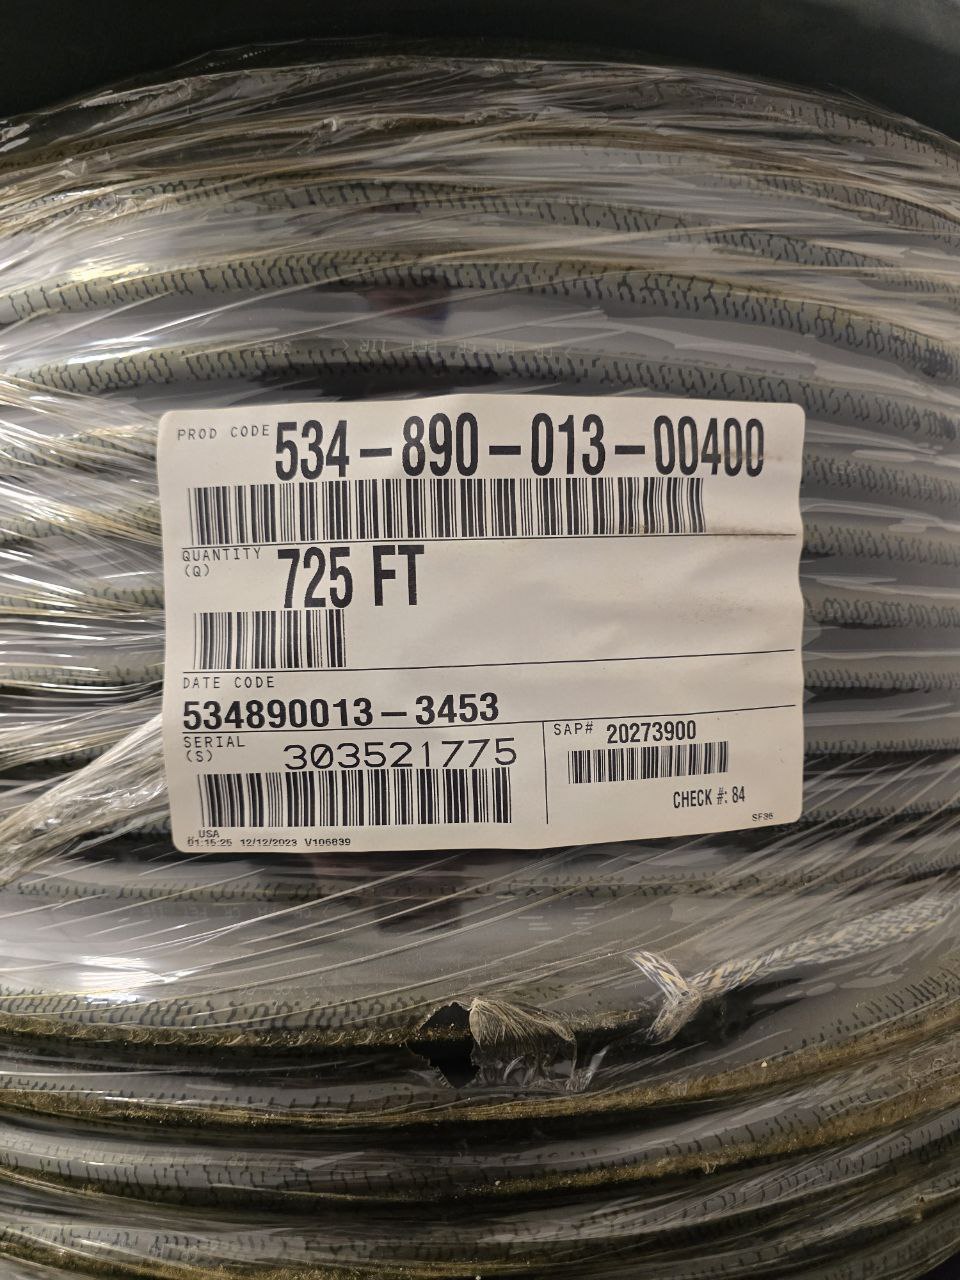 PROD CODE 534-890-013-00400
QUANTITY 725 FT
(Q)
DATE CODE
534890013-3453
SERIAL 303521775
(S)
SAP# 20273900
CHECK #: 84
SF36
USA
01:15:25 12/12/2023 V106839